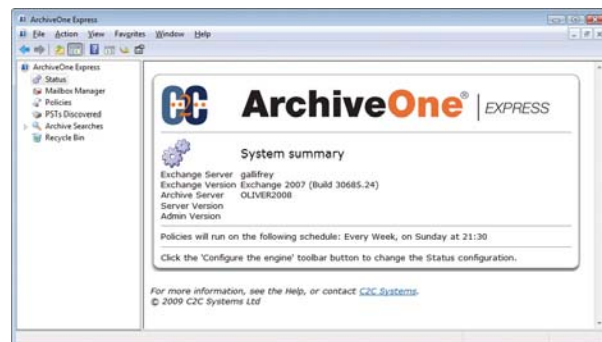 ArchiveOne Express
File Action View Favorites Window Help
ArchiveOne Express
Status
Mailbox Manager
Policies
PSTs Discovered
Archive Searches
Recycle Bin
C2C ArchiveOne® | EXPRESS
System summary
Exchange Server gallifrey
Exchange Version Exchange 2007 (Build 30685.24)
Archive Server OLIVER2008
Server Version
Admin Version
Policies will run on the following schedule: Every Week, on Sunday at 21:30
Click the 'Configure the engine' toolbar button to change the Status configuration.
For more information, see the Help, or contact C2C Systems.
© 2009 C2C Systems Ltd